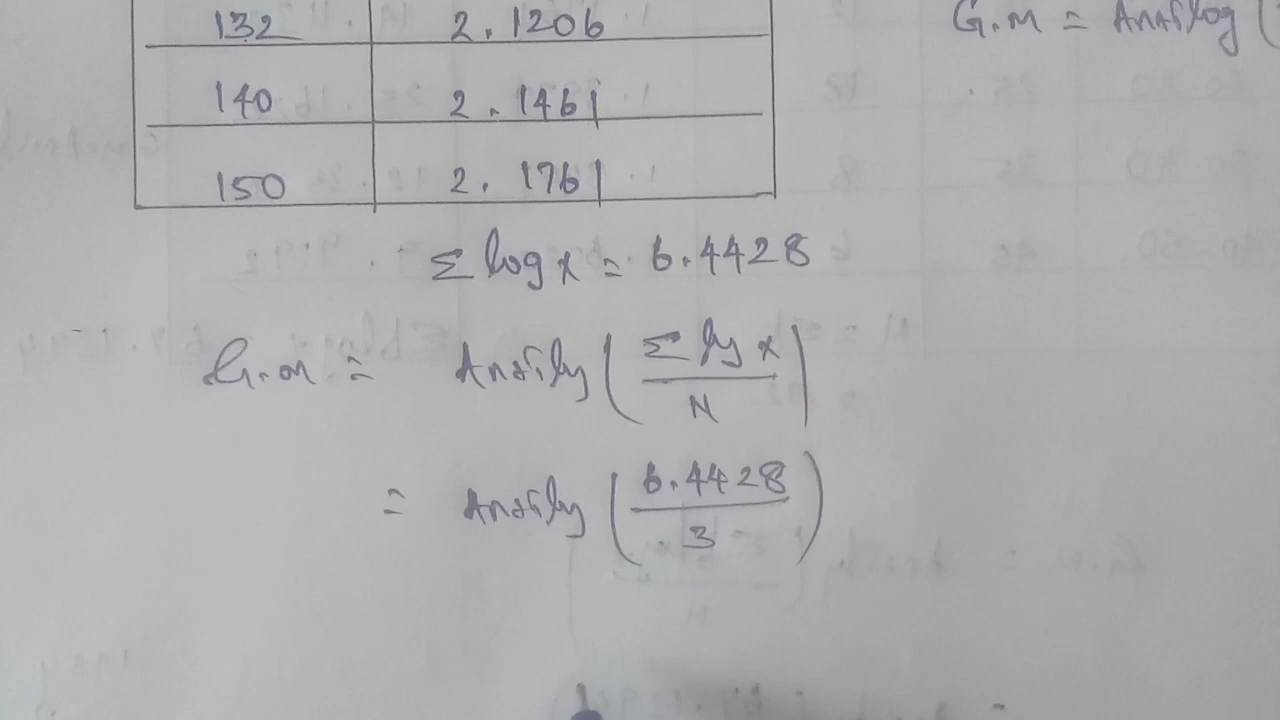 132 2.1206
G.M = Antilog (
140 2.1461
150 2.1761
Σ log x = 6.4428
G.M = Antilog ( Σ log x / N )
= Antilog ( 6.4428 / 3 )